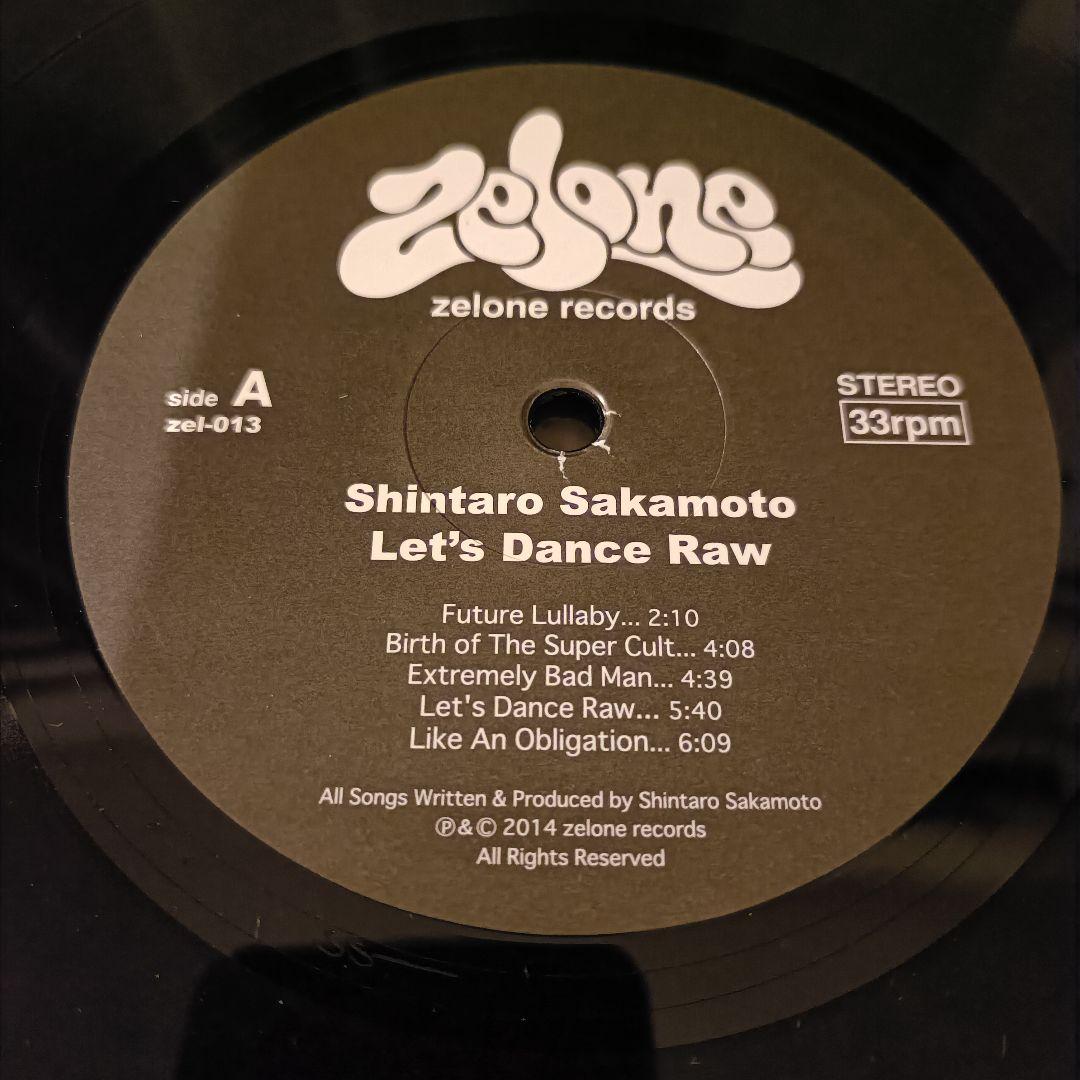 zelone
zelone records
side A
zel-013
STEREO
33rpm
Shintaro Sakamoto
Let's Dance Raw
Future Lullaby... 2:10
Birth of The Super Cult... 4:08
Extremely Bad Man... 4:39
Let's Dance Raw... 5:40
Like An Obligation... 6:09
All Songs Written & Produced by Shintaro Sakamoto
℗&© 2014 zelone records
All Rights Reserved